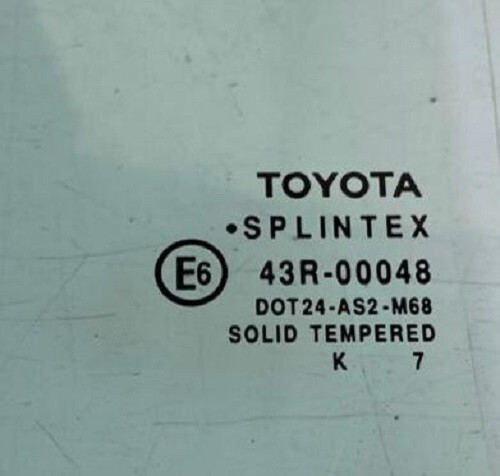 TOYOTA
•SPLINTEX
E6 43R-00048
DOT24-AS2-M68
SOLID TEMPERED
K 7